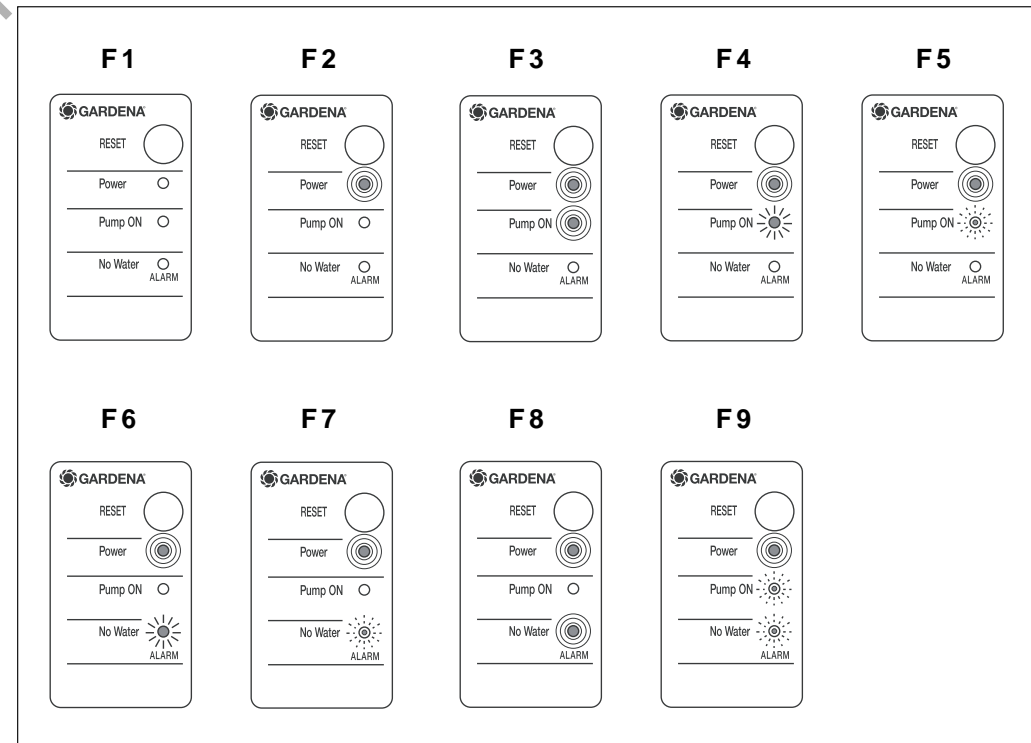 F1 F2 F3 F4 F5
GARDENA GARDENA GARDENA GARDENA GARDENA
RESET RESET RESET RESET RESET
Power Power Power Power Power
Pump ON Pump ON Pump ON Pump ON Pump ON
No Water No Water No Water No Water No Water
ALARM ALARM ALARM ALARM ALARM
F6 F7 F8 F9
GARDENA GARDENA GARDENA GARDENA
RESET RESET RESET RESET
Power Power Power Power
Pump ON Pump ON Pump ON Pump ON
No Water No Water No Water No Water
ALARM ALARM ALARM ALARM